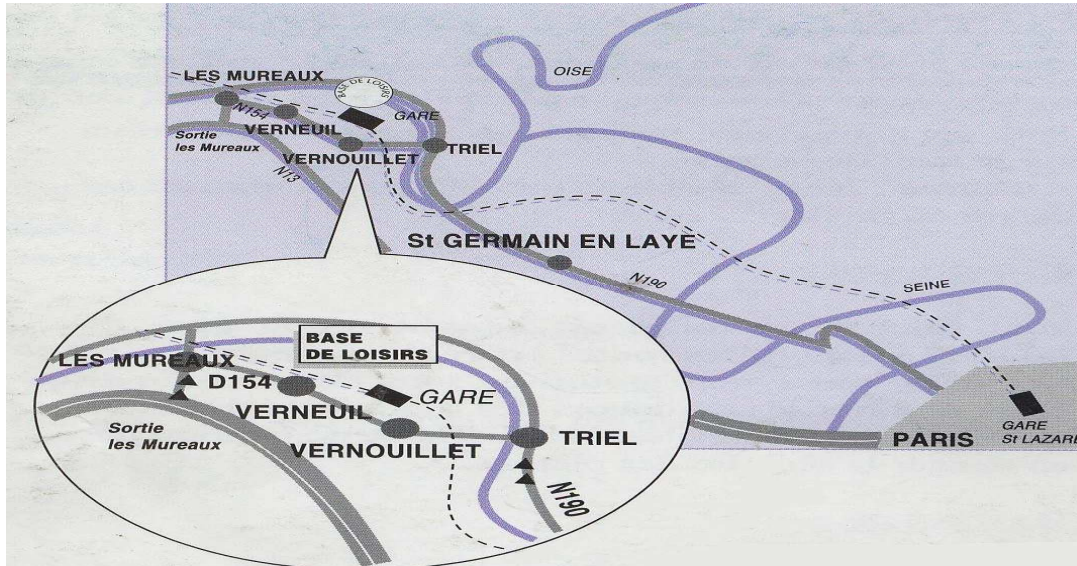 OISE
LES MUREAUX
BASE DE LOISIRS
N154
GARE
VERNEUIL
Sortie
les Mureaux
VERNOUILLET
TRIEL
N13
St GERMAIN EN LAYE
N190
SEINE
BASE
DE LOISIRS
LES MUREAUX
D154
GARE
VERNEUIL
Sortie
les Mureaux
VERNOUILLET
TRIEL
N190
PARIS
GARE
St LAZARE